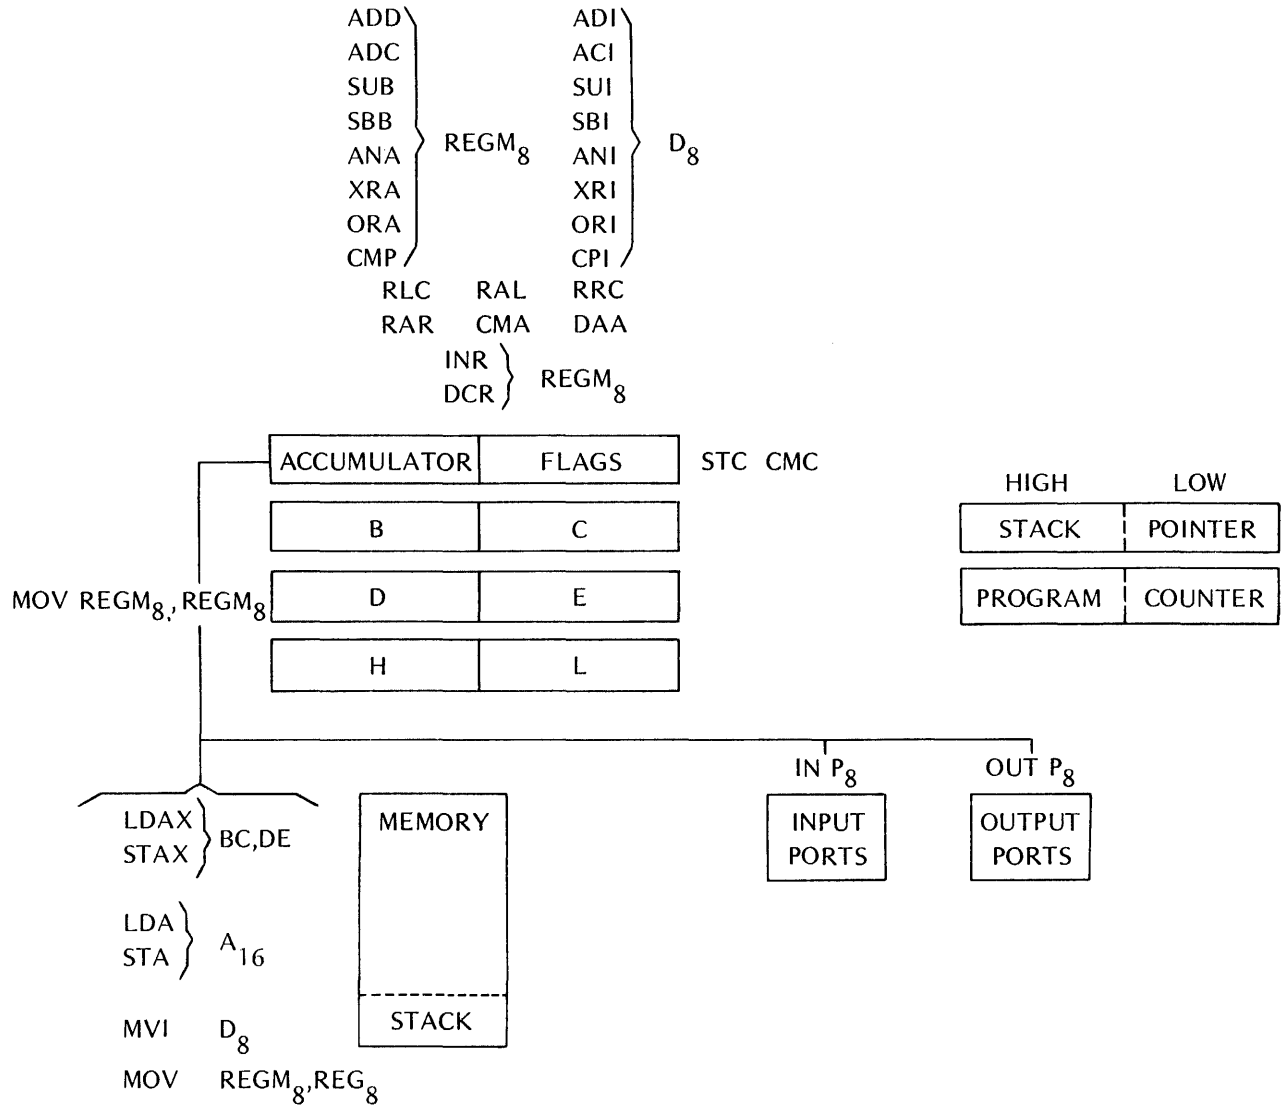 ADD ADI
ADC ACI
SUB SUI
SBB SBI
REGM8 D8
ANA ANI
XRA XRI
ORA ORI
CMP CPI
RLC RAL RRC
RAR CMA DAA
INR
DCR
REGM8
ACCUMULATOR FLAGS STC CMC
B C
D E
H L
MOV REGM8,REGM8
HIGH LOW
STACK POINTER
PROGRAM COUNTER
IN P8 OUT P8
INPUT PORTS
OUTPUT PORTS
LDAX
STAX
BC,DE
LDA
STA
A16
MVI D8
MOV REGM8,REG8
MEMORY
STACK